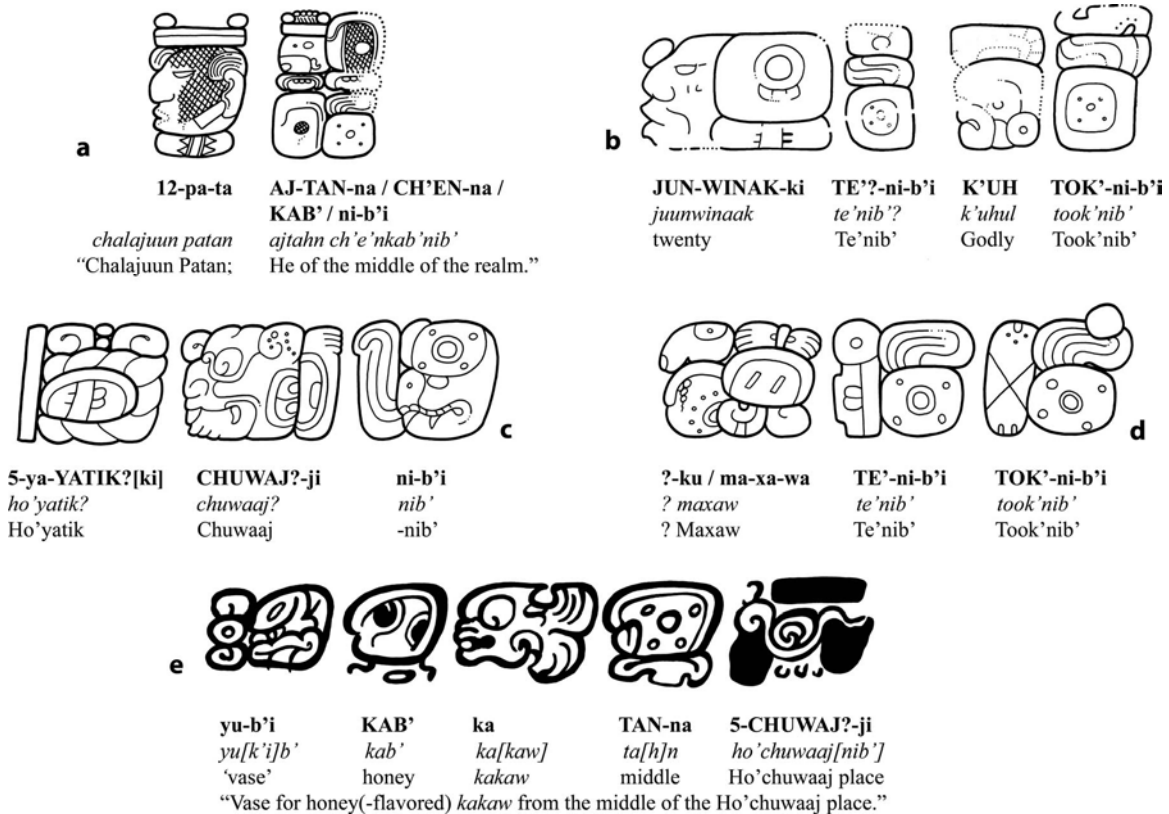 a
12-pa-ta AJ-TAN-na / CH’EN-na /
KAB’ / ni-b’i
chalajuun patan ajtahn ch’e’nkab’nib’
“Chalajuun Patan; He of the middle of the realm.”
b
JUN-WINAK-ki TE’?-ni-b’i K’UH TOK’-ni-b’i
juunwinaak te’nib’? k’uhul took’nib’
twenty Te’nib’ Godly Took’nib’
c
5-ya-YATIK?[ki] CHUWAJ?-ji ni-b’i
ho’yatik? chuwaaj? nib’
Ho’yatik Chuwaaj -nib’
d
?-ku / ma-xa-wa TE’-ni-b’i TOK’-ni-b’i
? maxaw te’nib’ took’nib’
? Maxaw Te’nib’ Took’nib’
e
yu-b’i KAB’ ka TAN-na 5-CHUWAJ?-ji
yu[k’i]b’ kab’ ka[kaw] ta[h]n ho’chuwaaj[nib’]
‘vase’ honey kakaw middle Ho’chuwaaj place
“Vase for honey(-flavored) kakaw from the middle of the Ho’chuwaaj place.”